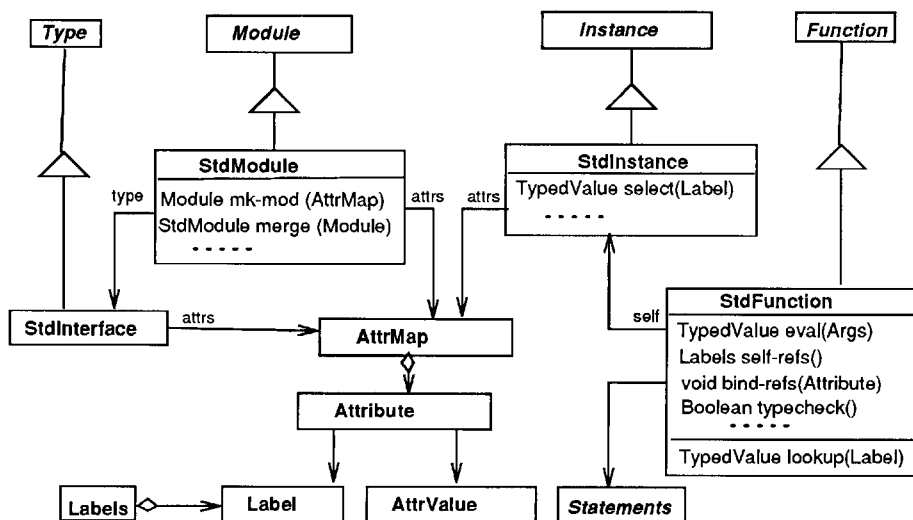 Type
Module
Instance
Function
StdModule
Module mk-mod (AttrMap)
StdModule merge (Module)
- - - - -
StdInstance
TypedValue select(Label)
- - - - -
type
attrs
attrs
StdInterface
attrs
AttrMap
self
StdFunction
TypedValue eval(Args)
Labels self-refs()
void bind-refs(Attribute)
Boolean typecheck()
- - - - -
TypedValue lookup(Label)
Attribute
Labels
Label
AttrValue
Statements